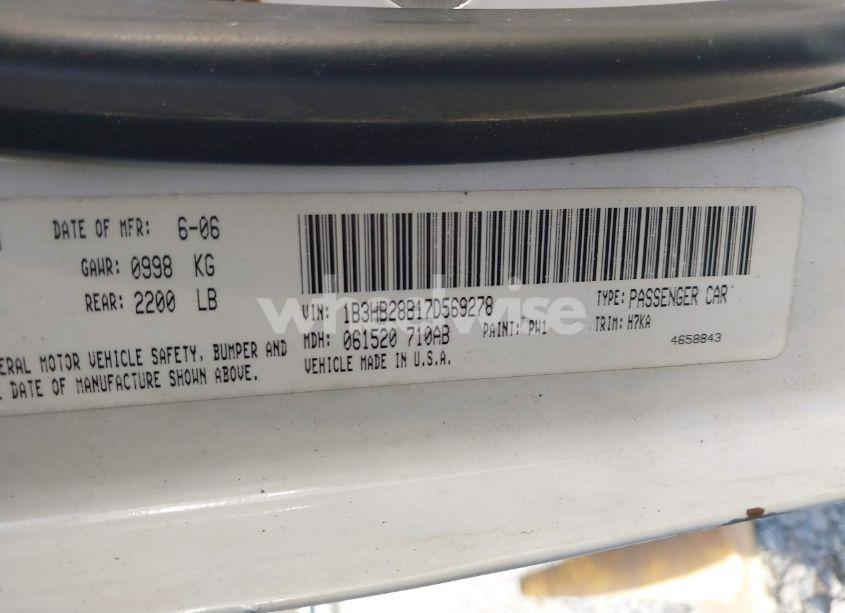 DATE OF MFR: 6-06
GAWR: 0998 KG
REAR: 2200 LB
VIN: 1B3HB28B17D569278
TYPE: PASSENGER CAR
MDH: 061520 710AB
PAINT: PW1
TRIM: H7KA
VEHICLE MADE IN U.S.A.
4658843
ERAL MOTOR VEHICLE SAFETY, BUMPER AND
DATE OF MANUFACTURE SHOWN ABOVE.
wheelwise